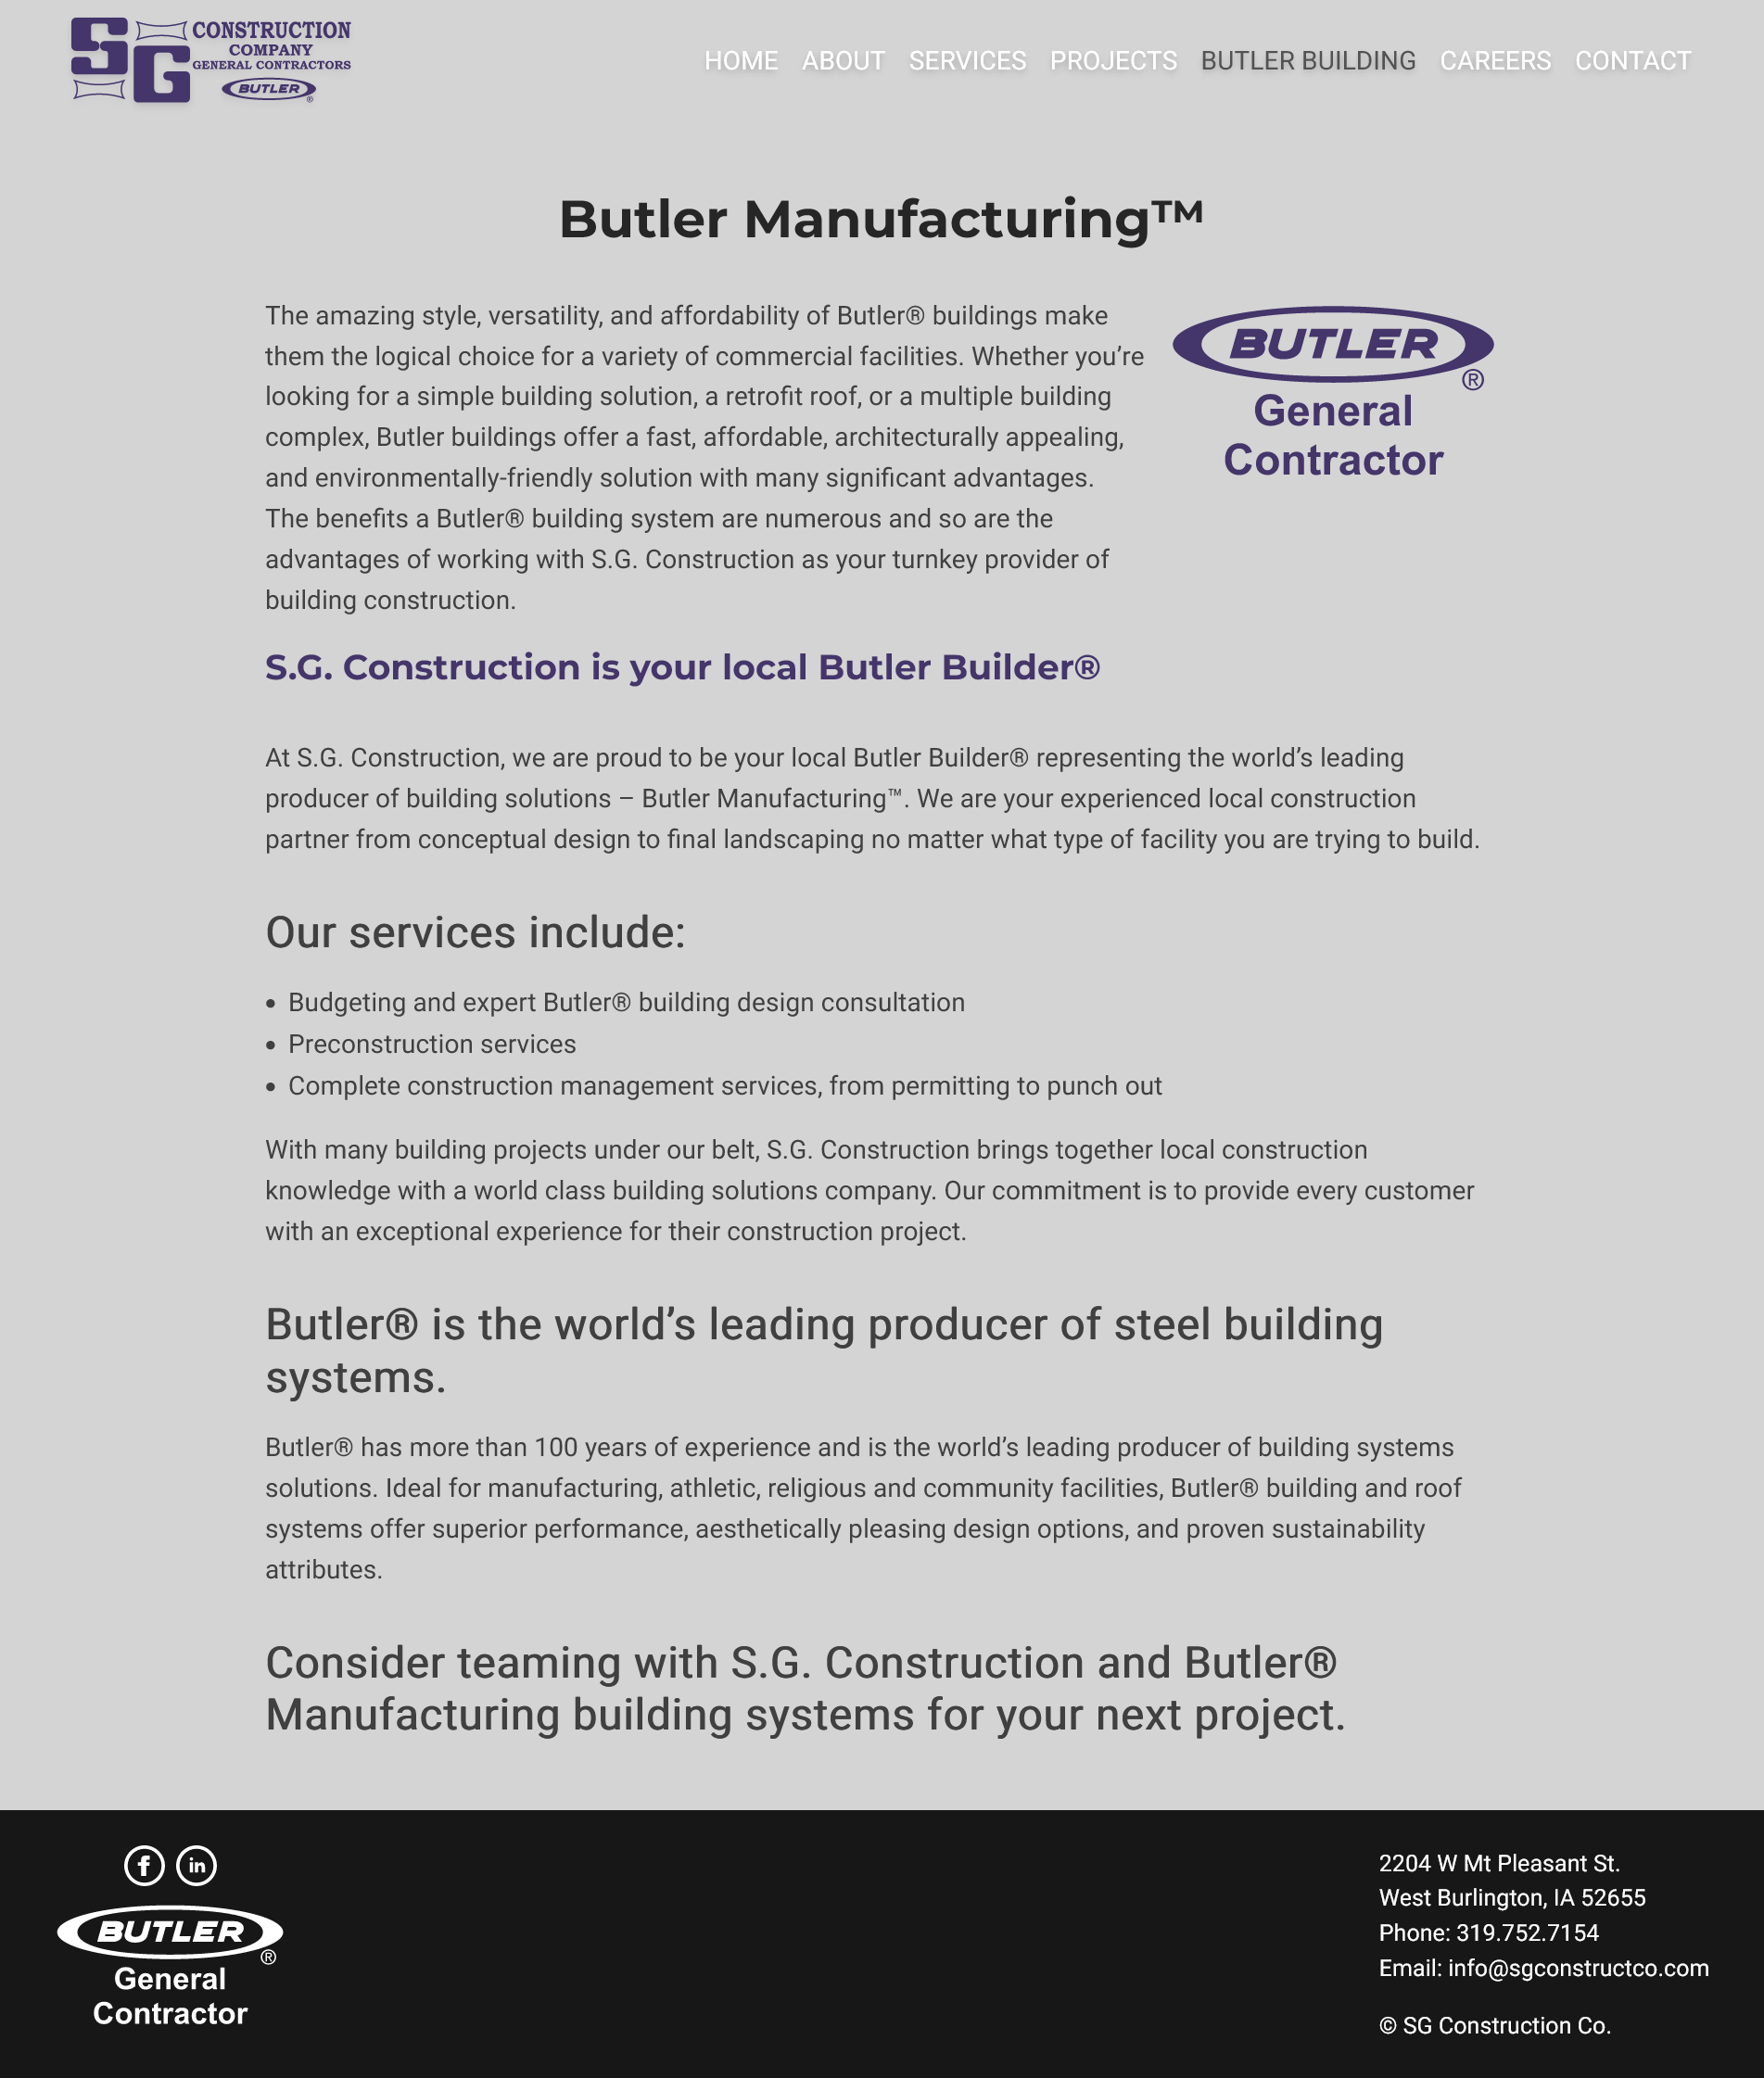 SG
CONSTRUCTION
COMPANY
GENERAL CONTRACTORS
BUTLER®
HOME ABOUT SERVICES PROJECTS BUTLER BUILDING CAREERS CONTACT
Butler Manufacturing™
The amazing style, versatility, and affordability of Butler® buildings make
them the logical choice for a variety of commercial facilities. Whether you’re
looking for a simple building solution, a retrofit roof, or a multiple building
complex, Butler buildings offer a fast, affordable, architecturally appealing,
and environmentally-friendly solution with many significant advantages.
The benefits a Butler® building system are numerous and so are the
advantages of working with S.G. Construction as your turnkey provider of
building construction.
BUTLER®
General
Contractor
S.G. Construction is your local Butler Builder®
At S.G. Construction, we are proud to be your local Butler Builder® representing the world’s leading
producer of building solutions – Butler Manufacturing™. We are your experienced local construction
partner from conceptual design to final landscaping no matter what type of facility you are trying to build.
Our services include:
• Budgeting and expert Butler® building design consultation
• Preconstruction services
• Complete construction management services, from permitting to punch out
With many building projects under our belt, S.G. Construction brings together local construction
knowledge with a world class building solutions company. Our commitment is to provide every customer
with an exceptional experience for their construction project.
Butler® is the world’s leading producer of steel building
systems.
Butler® has more than 100 years of experience and is the world’s leading producer of building systems
solutions. Ideal for manufacturing, athletic, religious and community facilities, Butler® building and roof
systems offer superior performance, aesthetically pleasing design options, and proven sustainability
attributes.
Consider teaming with S.G. Construction and Butler®
Manufacturing building systems for your next project.
f in
BUTLER®
General
Contractor
2204 W Mt Pleasant St.
West Burlington, IA 52655
Phone: 319.752.7154
Email: info@sgconstructco.com
© SG Construction Co.